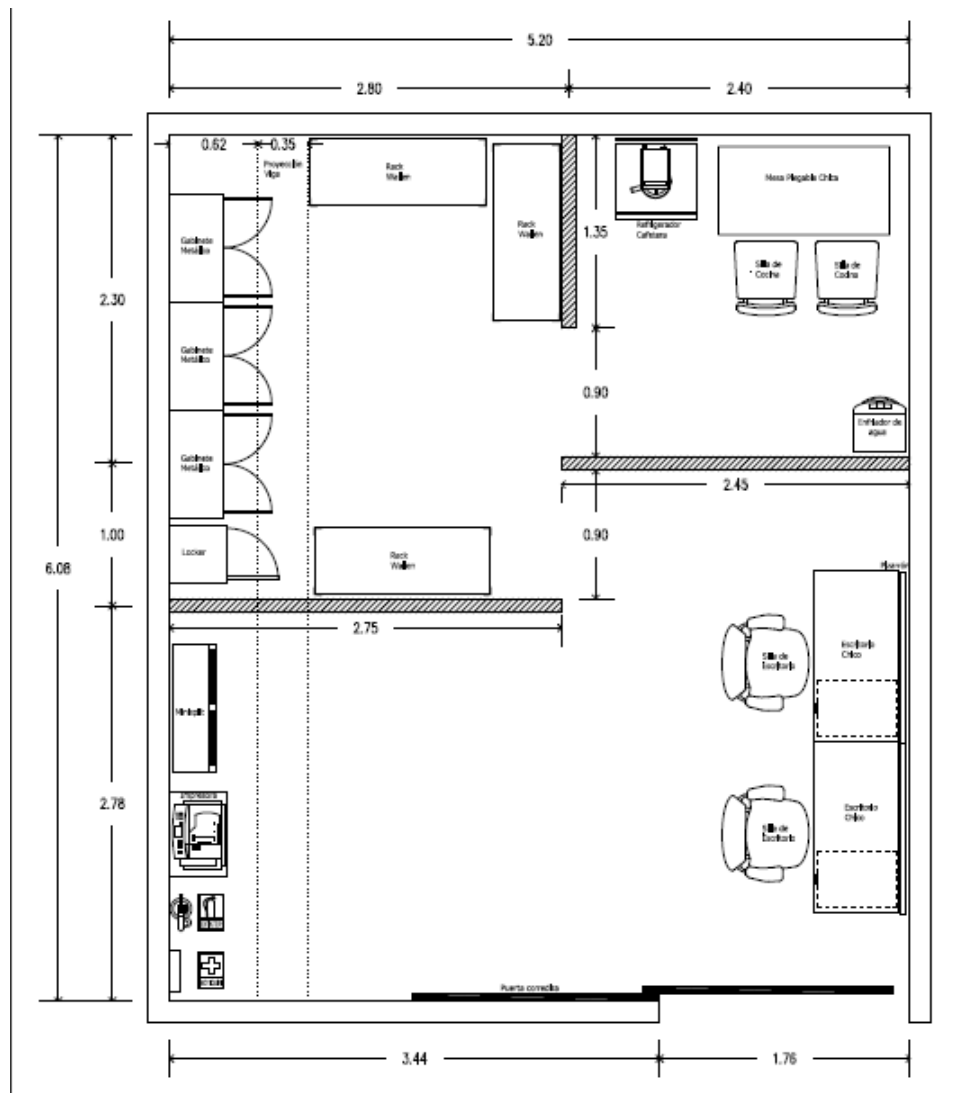 5.20
2.80
2.40
0.62
0.35
Proyección
Viga
Rack
Wallen
Rack
Wallen
1.35
Refrigerador
Cafetera
Mesa Plegable Chica
Silla de
Cocina
Silla de
Cocina
Gabinete
Metálico
2.30
Gabinete
Metálico
0.90
Gabinete
Metálico
Enfriador de
agua
2.45
1.00
0.90
Locker
Rack
Wallen
6.08
Pizarrón
2.75
Silla de
Escritorio
Escritorio
Chico
Minisplit
Impresora
2.78
Silla de
Escritorio
Escritorio
Chico
Puerta corrediza
3.44
1.76